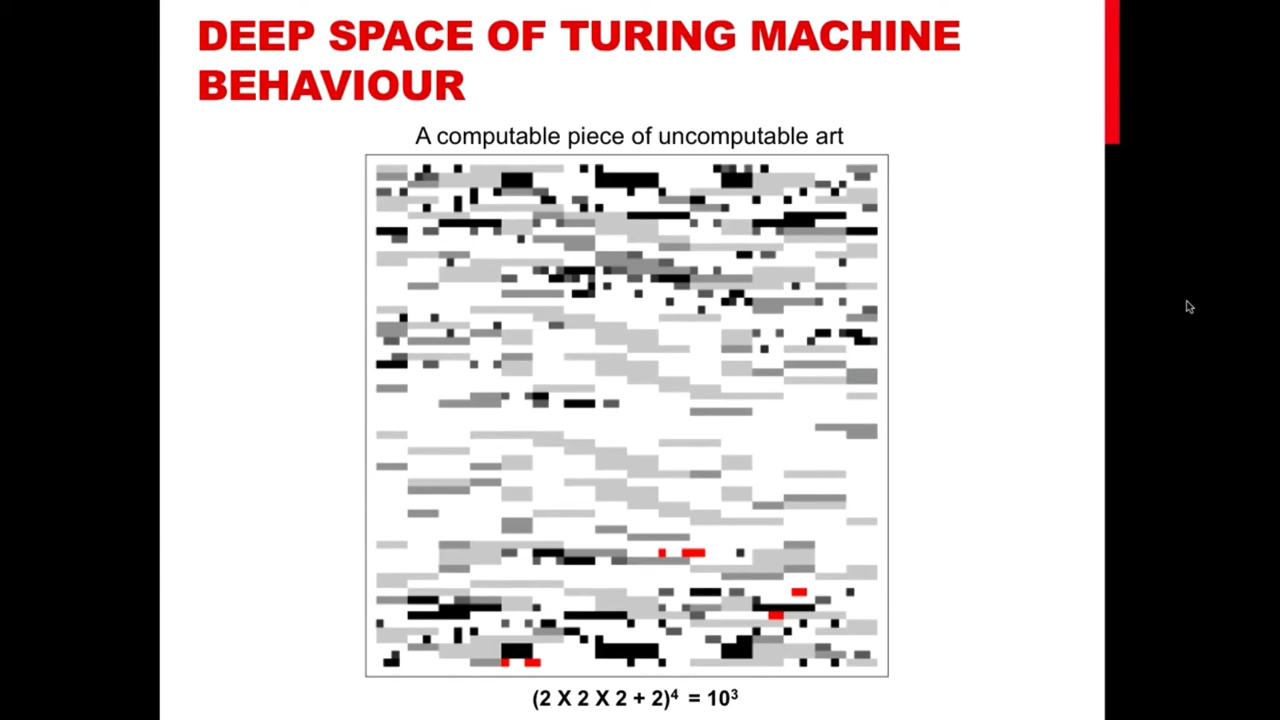 DEEP SPACE OF TURING MACHINE
BEHAVIOUR
A computable piece of uncomputable art
(2 X 2 X 2 + 2)⁴ = 10³